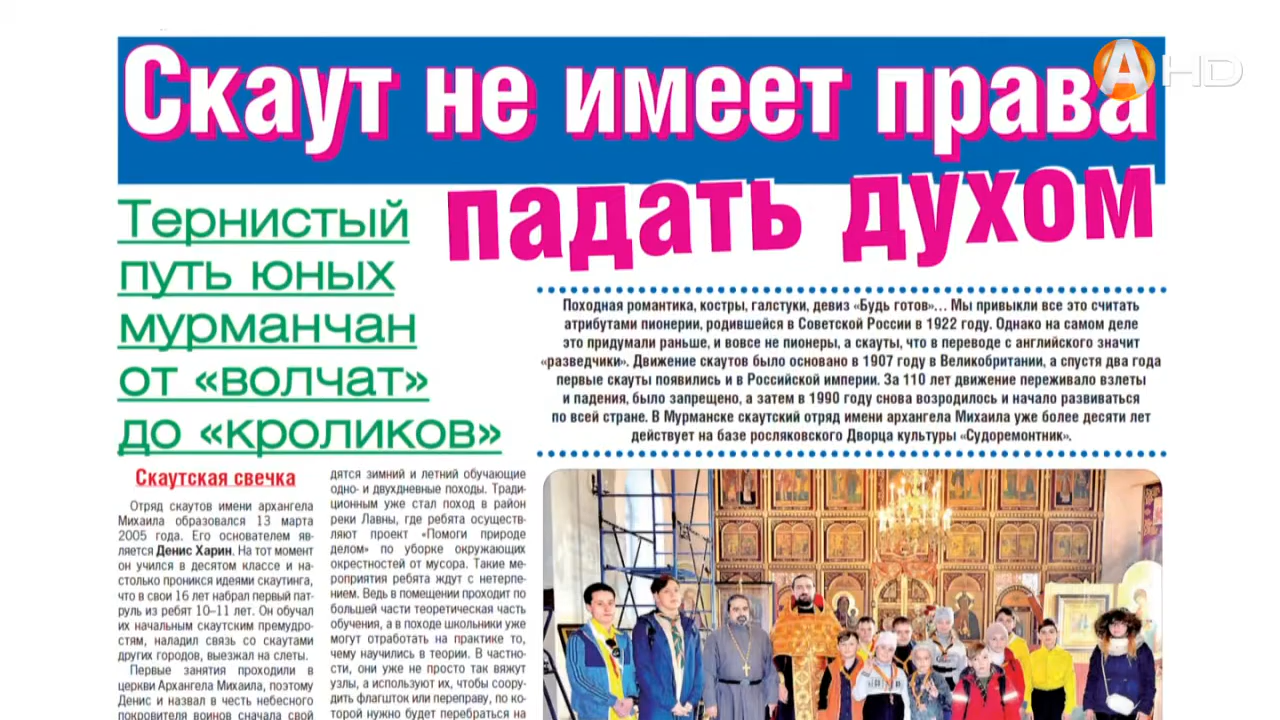 Скаут не имеет права
падать духом
А HD
Тернистый
путь юных
мурманчан
от «волчат»
до «кроликов»
Походная романтика, костры, галстуки, девиз «Будь готов»… Мы привыкли все это считать
атрибутами пионерии, родившейся в Советской России в 1922 году. Однако на самом деле
это придумали раньше, и вовсе не пионеры, а скауты, что в переводе с английского значит
«разведчики». Движение скаутов было основано в 1907 году в Великобритании, а спустя два года
первые скауты появились и в Российской империи. За 110 лет движение переживало взлеты
и падения, было запрещено, а затем в 1990 году снова возродилось и начало развиваться
по всей стране. В Мурманске скаутский отряд имени архангела Михаила уже более десяти лет
действует на базе росляковского Дворца культуры «Судоремонтник».
Скаутская свечка
Отряд скаутов имени архангела
Михаила образовался 13 марта
2005 года. Его основателем яв-
ляется Денис Харин. На тот момент
он учился в десятом классе и на-
столько проникся идеями скаутинга,
что в свои 16 лет набрал первый пат-
руль из ребят 10–11 лет. Он обучал
их начальным скаутским премудро-
стям, наладил связь со скаутами
других городов, выезжал на слеты.
Первые занятия проходили в
церкви Архангела Михаила, поэтому
Денис и назвал в честь небесного
покровителя воинов сначала свой
дятся зимний и летний обучающие
одно- и двухдневные походы. Тради-
ционным уже стал поход в район
реки Лавны, где ребята осуществ-
ляют проект «Помоги природе
делом» по уборке окружающих
окрестностей от мусора. Такие ме-
роприятия ребята ждут с нетерпе-
нием. Ведь в помещении проходит по
большей части теоретическая часть
обучения, а в походе школьники уже
могут отработать на практике то,
чему научились в теории. В частно-
сти, они уже не просто так вяжут
узлы, а используют их, чтобы соору-
дить флагшток или переправу, по ко-
торой нужно будет перебраться на